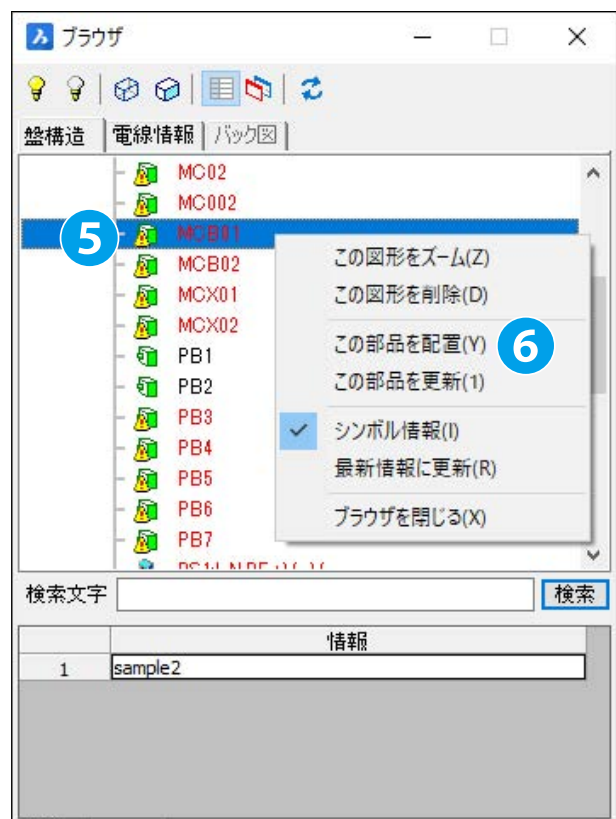 ブラウザ
盤構造 電線情報 バック図
MC02
MC002
5 MCB01
MCB02
MCX01
MCX02
PB1
PB2
PB3
PB4
PB5
PB6
PB7
この図形をズーム(Z)
この図形を削除(D)
この部品を配置(Y) 6
この部品を更新(1)
シンボル情報(I)
最新情報に更新(R)
ブラウザを閉じる(X)
検索文字 検索
情報
1 sample2